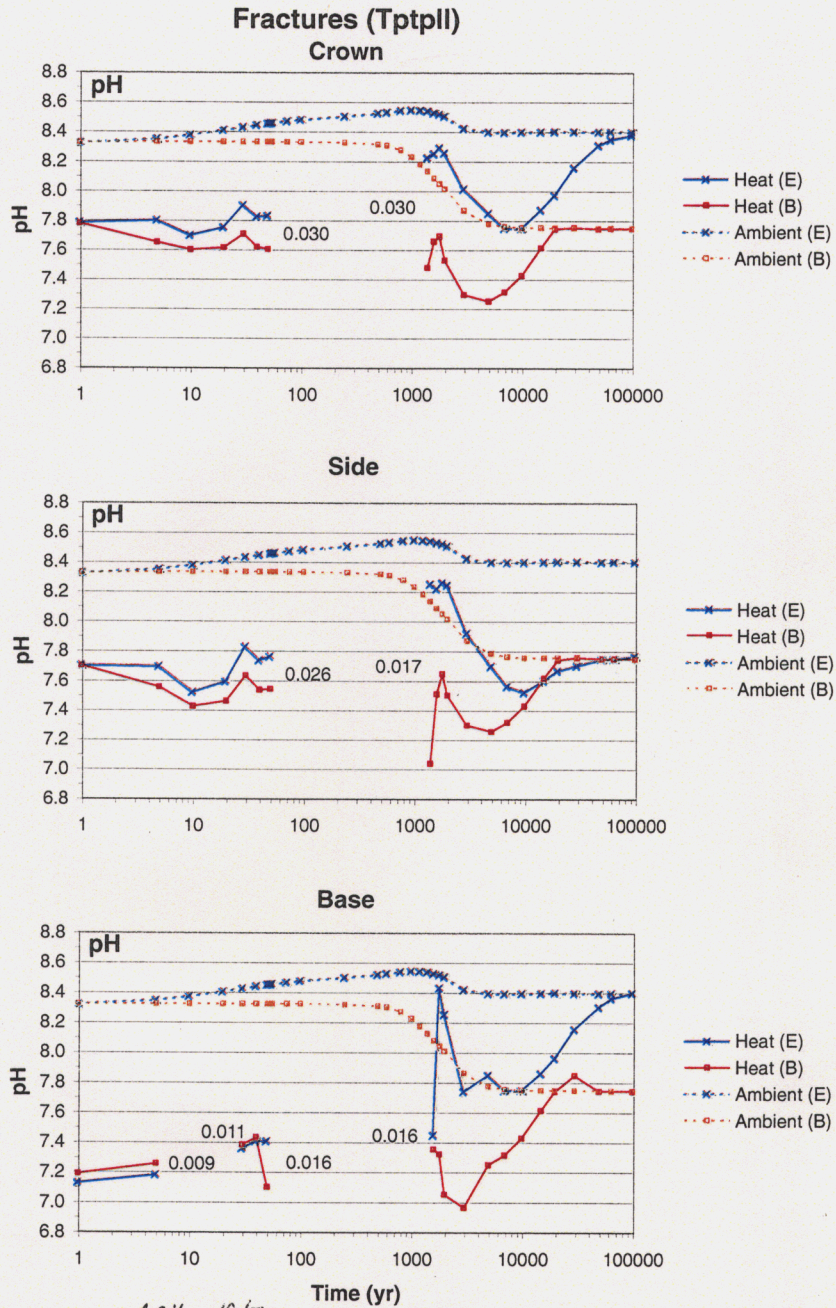 Fractures (Tptpll)
Crown
8.8
8.6
8.4
8.2
8.0
7.8
7.6
7.4
7.2
7.0
6.8
pH
pH
0.030
0.030
1
10
100
1000
10000
100000
Heat (E)
Heat (B)
Ambient (E)
Ambient (B)
Side
8.8
8.6
8.4
8.2
8.0
7.8
7.6
7.4
7.2
7.0
6.8
pH
pH
0.026
0.017
1
10
100
1000
10000
100000
Heat (E)
Heat (B)
Ambient (E)
Ambient (B)
Base
8.8
8.6
8.4
8.2
8.0
7.8
7.6
7.4
7.2
7.0
6.8
pH
pH
0.009
0.011
0.016
0.016
1
10
100
1000
10000
100000
Heat (E)
Heat (B)
Ambient (E)
Ambient (B)
Time (yr)